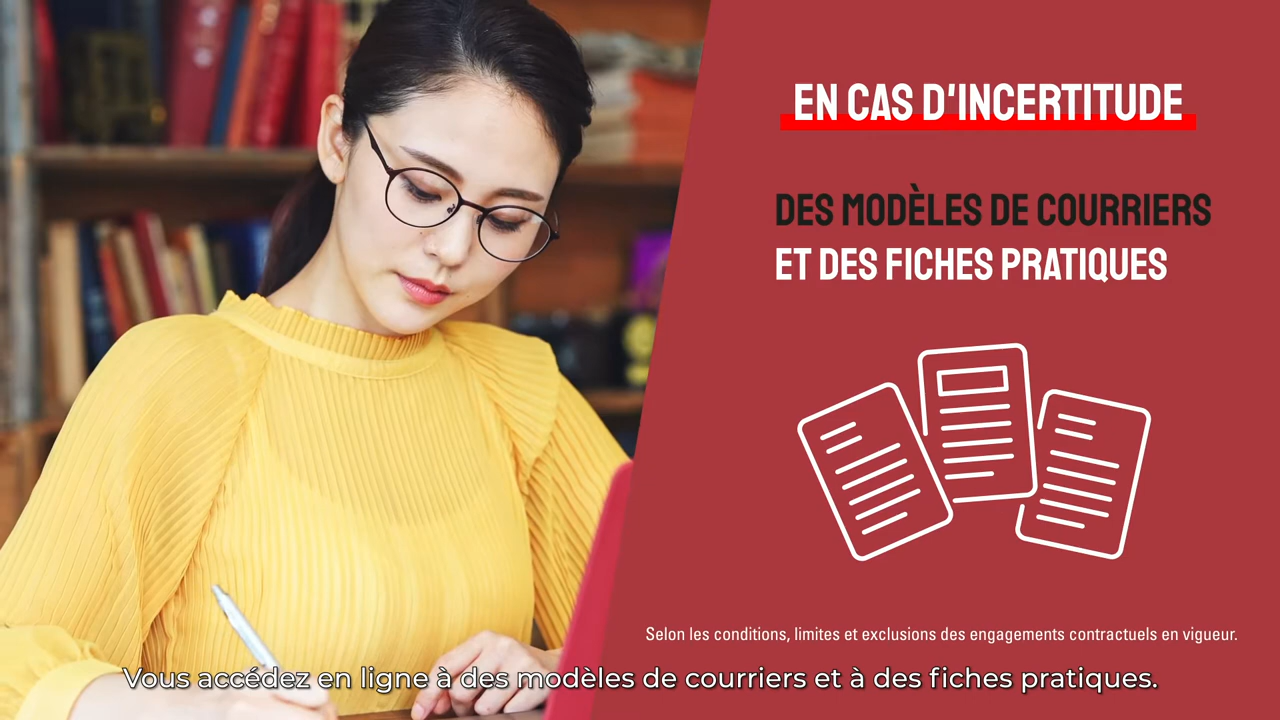 EN CAS D'INCERTITUDE
DES MODÈLES DE COURRIERS
ET DES FICHES PRATIQUES
Selon les conditions, limites et exclusions des engagements contractuels en vigueur.
Vous accédez en ligne à des modèles de courriers et à des fiches pratiques.